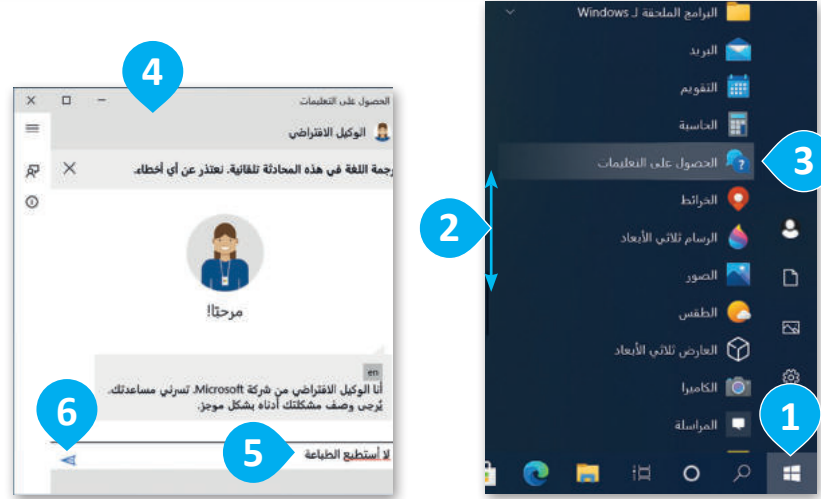 البرامج الملحقة لـ Windows
البريد
التقويم
الحاسبة
الحصول على التعليمات
الخرائط
الرسام ثلاثي الأبعاد
الصور
الطقس
العارض ثلاثي الأبعاد
الكاميرا
المراسلة
1
2
3
4
الحصول على التعليمات
الوكيل الافتراضي
رجمة اللغة في هذه المحادثة تلقائية. نعتذر عن أي أخطاء.
مرحبًا!
en
أنا الوكيل الافتراضي من شركة Microsoft. تسرني مساعدتك.
يُرجى وصف مشكلتك أدناه بشكل موجز.
لا أستطيع الطباعة
5
6